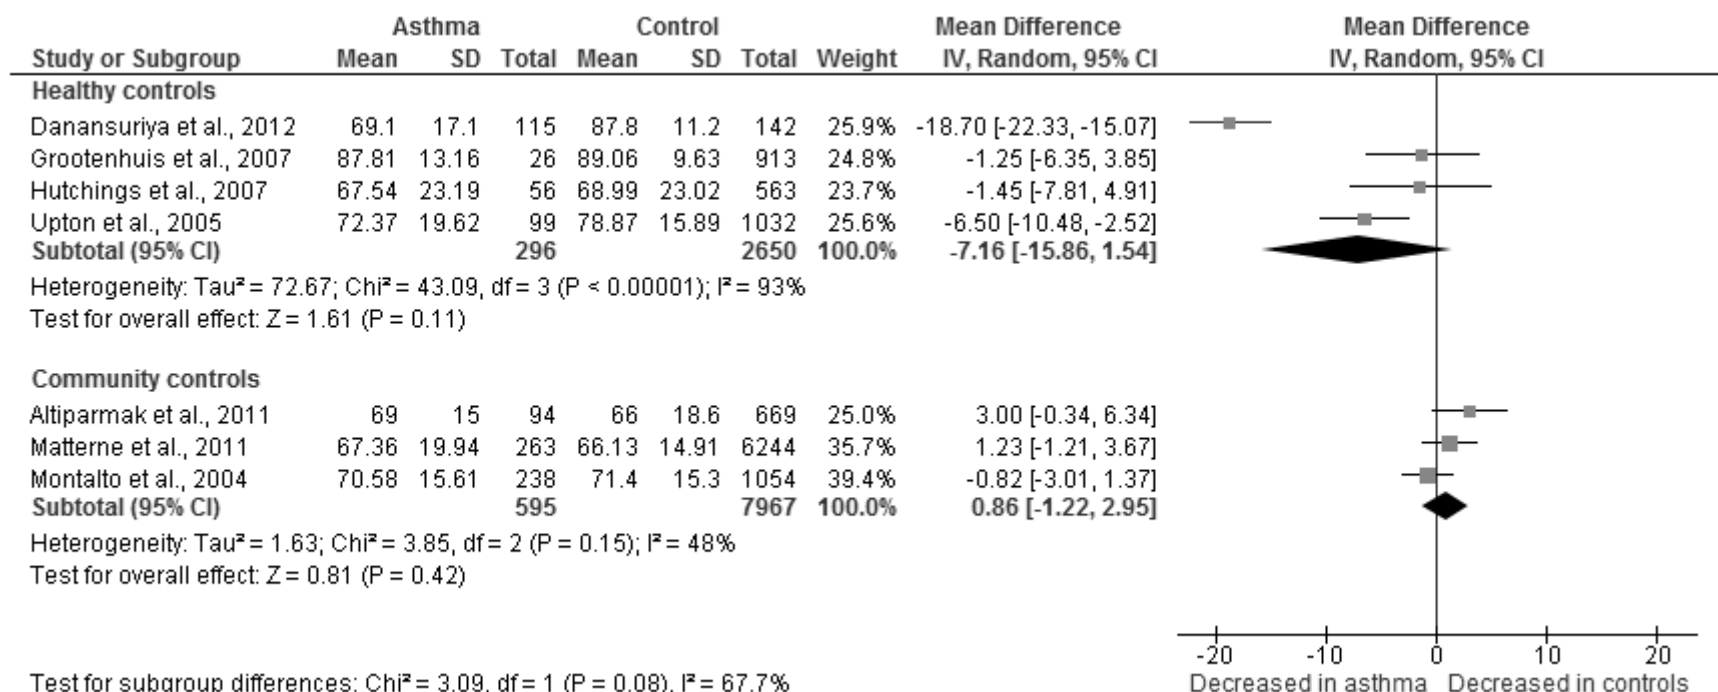 Asthma Control Mean Difference Mean Difference
Study or Subgroup Mean SD Total Mean SD Total Weight IV, Random, 95% CI IV, Random, 95% CI
Healthy controls
Danansuriya et al., 2012 69.1 17.1 115 87.8 11.2 142 25.9% -18.70 [-22.33, -15.07]
Grootenhuis et al., 2007 87.81 13.16 26 89.06 9.63 913 24.8% -1.25 [-6.35, 3.85]
Hutchings et al., 2007 67.54 23.19 56 68.99 23.02 563 23.7% -1.45 [-7.81, 4.91]
Upton et al., 2005 72.37 19.62 99 78.87 15.89 1032 25.6% -6.50 [-10.48, -2.52]
Subtotal (95% CI) 296 2650 100.0% -7.16 [-15.86, 1.54]
Heterogeneity: Tau² = 72.67; Chi² = 43.09, df = 3 (P < 0.00001); I² = 93%
Test for overall effect: Z = 1.61 (P = 0.11)
Community controls
Altiparmak et al., 2011 69 15 94 66 18.6 669 25.0% 3.00 [-0.34, 6.34]
Matterne et al., 2011 67.36 19.94 263 66.13 14.91 6244 35.7% 1.23 [-1.21, 3.67]
Montalto et al., 2004 70.58 15.61 238 71.4 15.3 1054 39.4% -0.82 [-3.01, 1.37]
Subtotal (95% CI) 595 7967 100.0% 0.86 [-1.22, 2.95]
Heterogeneity: Tau² = 1.63; Chi² = 3.85, df = 2 (P = 0.15); I² = 48%
Test for overall effect: Z = 0.81 (P = 0.42)
-20 -10 0 10 20
Decreased in asthma Decreased in controls
Test for subgroup differences: Chi² = 3.09, df = 1 (P = 0.08), I² = 67.7%